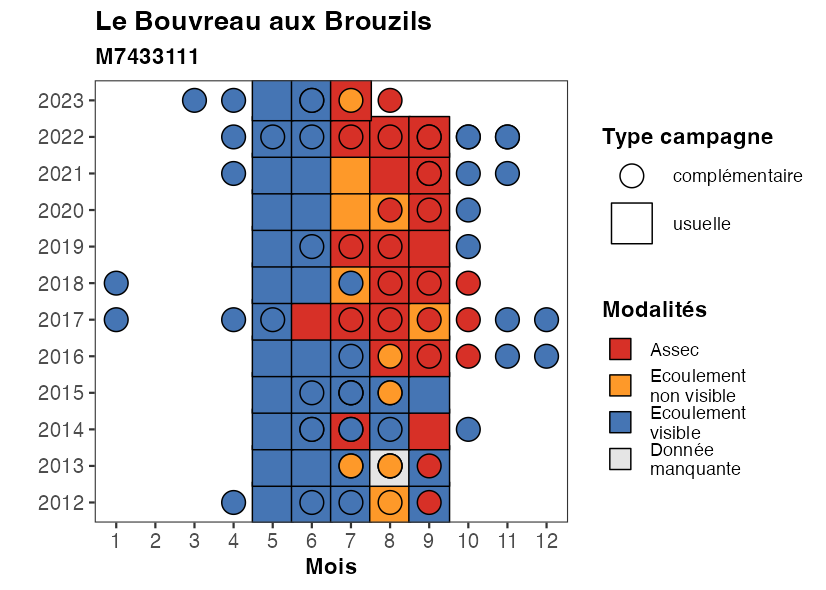 Le Bouvreau aux Brouzils
M7433111
2023
2022
2021
2020
2019
2018
2017
2016
2015
2014
2013
2012
1 2 3 4 5 6 7 8 9 10 11 12
Mois
Type campagne
complémentaire
usuelle
Modalités
Assec
Ecoulement
non visible
Ecoulement
visible
Donnée
manquante